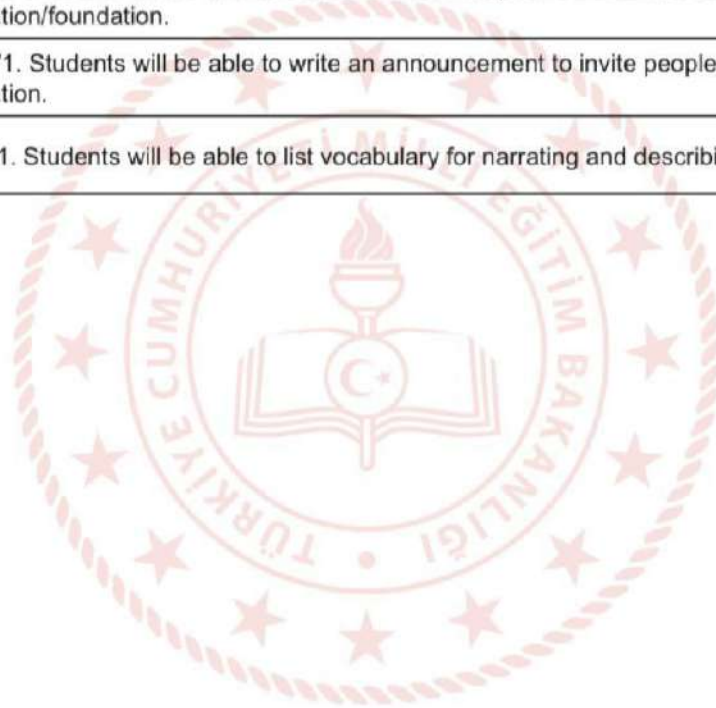 tion/foundation.
1. Students will be able to write an announcement to invite people
tion.
1. Students will be able to list vocabulary for narrating and describi
TÜRKİYE CUMHURİYETİ MİLLİ EĞİTİM BAKANLIĞI